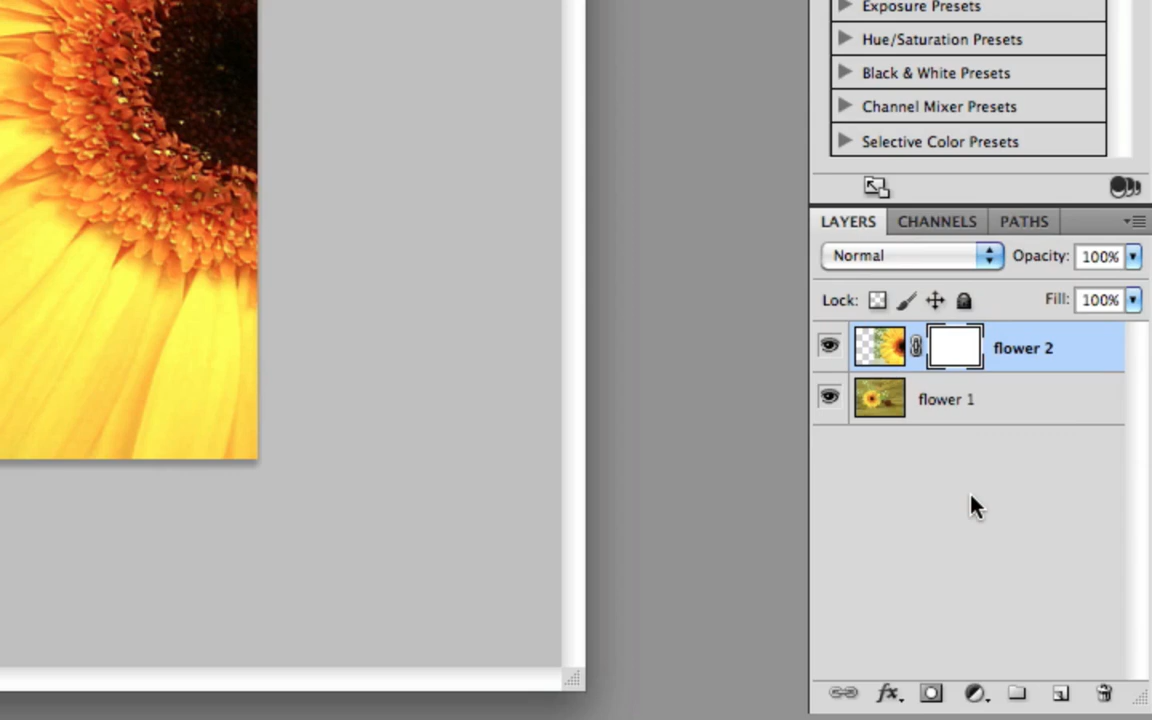 Exposure Presets
Hue/Saturation Presets
Black & White Presets
Channel Mixer Presets
Selective Color Presets
LAYERS CHANNELS PATHS
Normal Opacity: 100%
Lock: Fill: 100%
flower 2
flower 1
fx